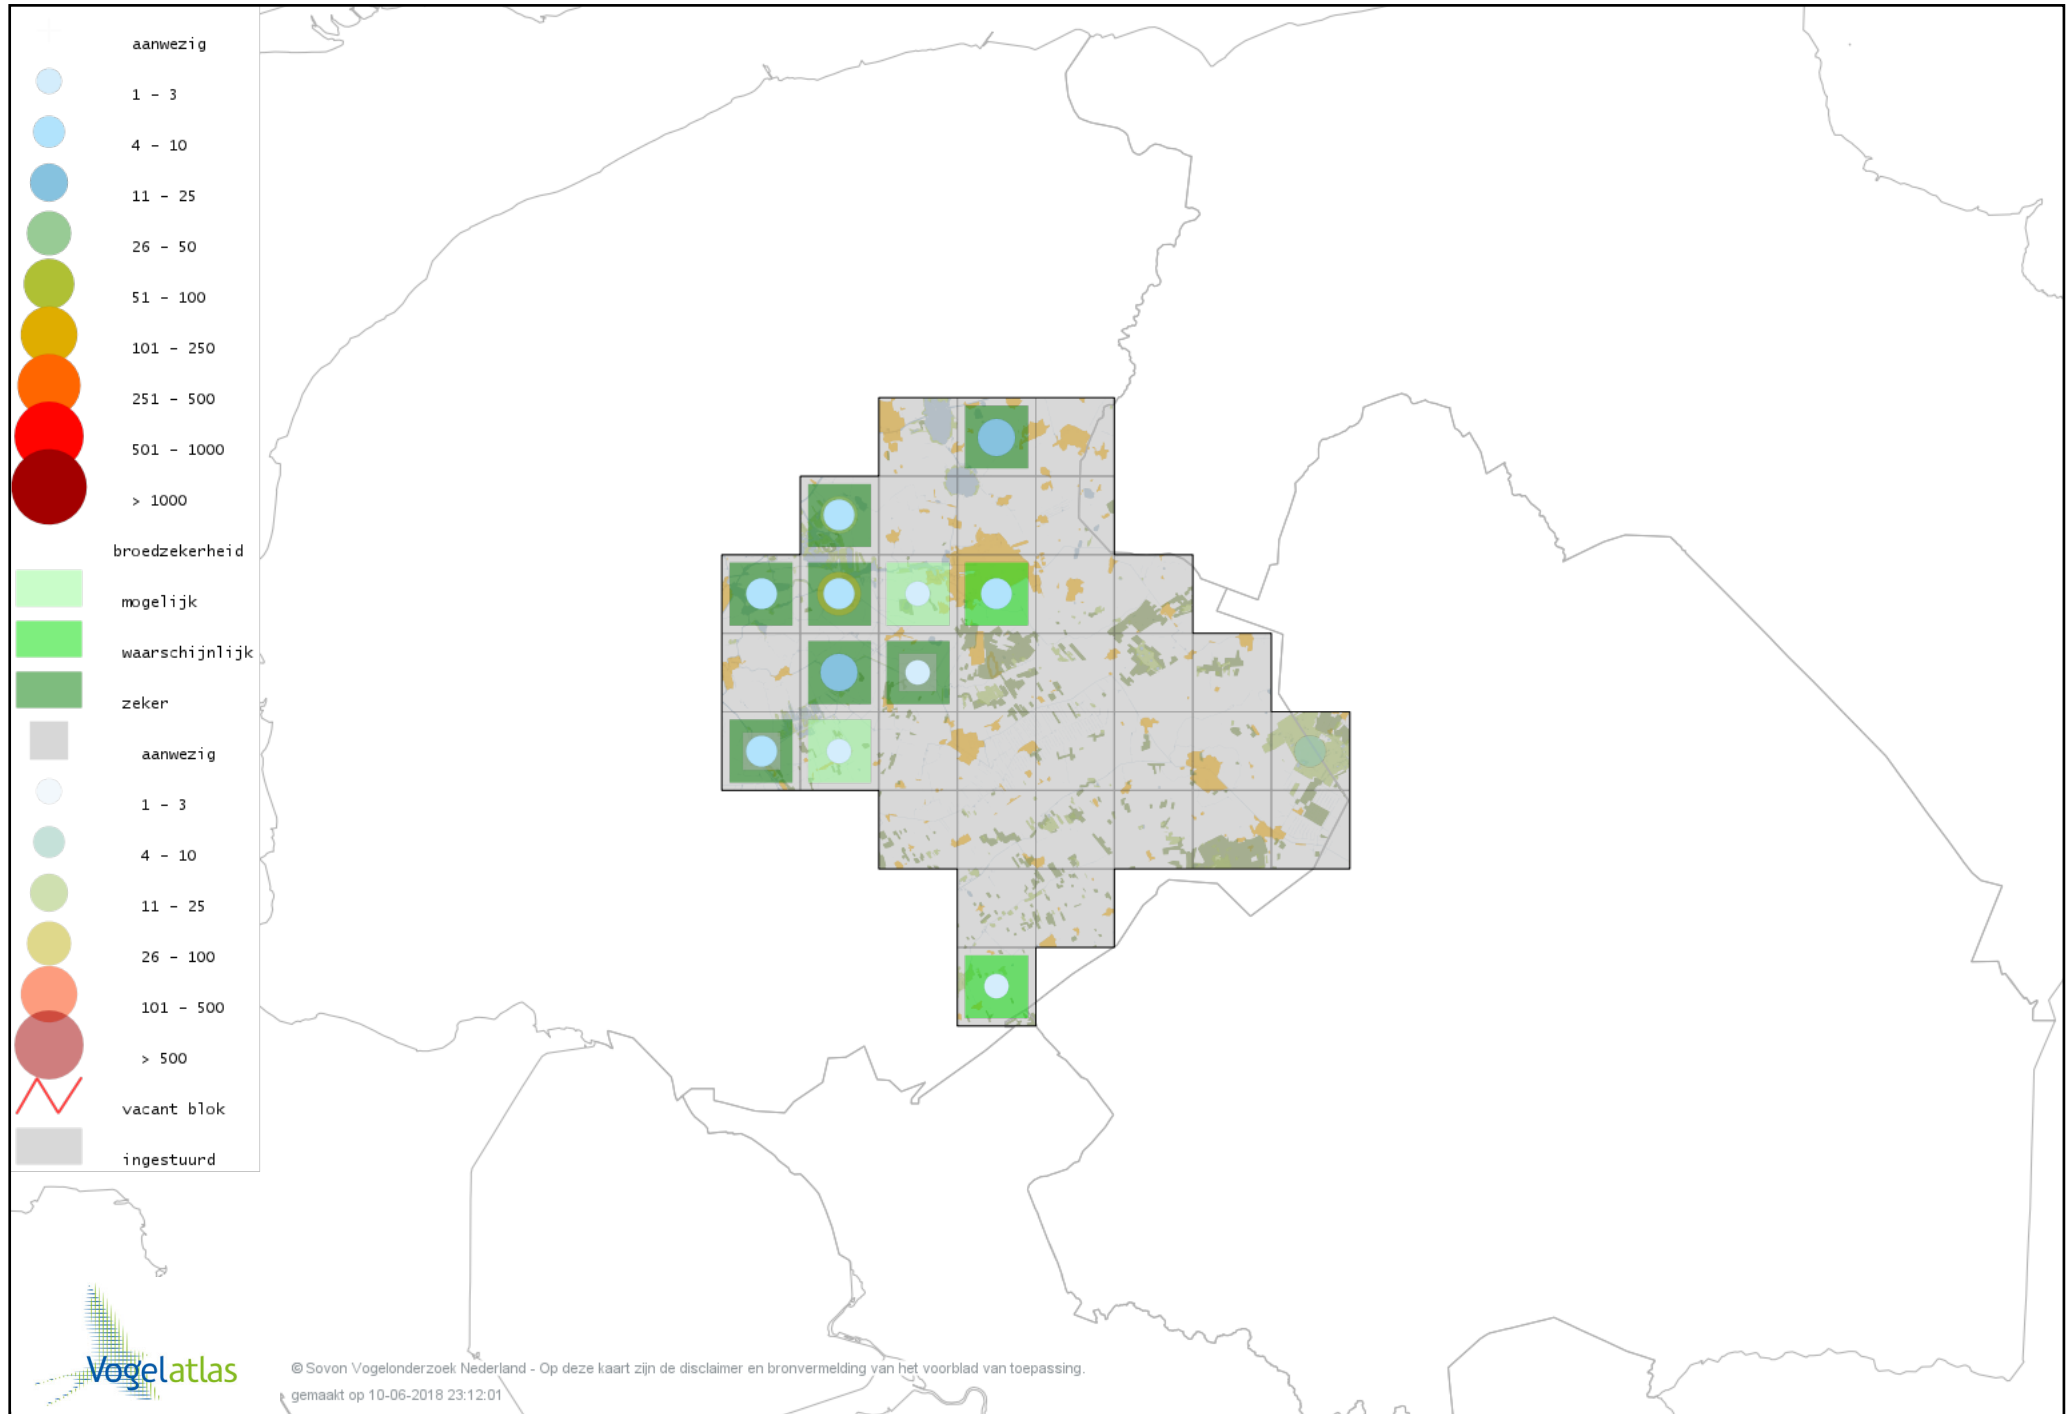 aanwezig
1 - 3
4 - 10
11 - 25
26 - 50
51 - 100
101 - 250
251 - 500
501 - 1000
> 1000
broedzekerheid
mogelijk
waarschijnlijk
zeker
aanwezig
1 - 3
4 - 10
11 - 25
26 - 100
101 - 500
> 500
vacant blok
ingestuurd
Vogelatlas
© Sovon Vogelonderzoek Nederland - Op deze kaart zijn de disclaimer en bronvermelding van het voorblad van toepassing.
gemaakt op 10-06-2018 23:12:01